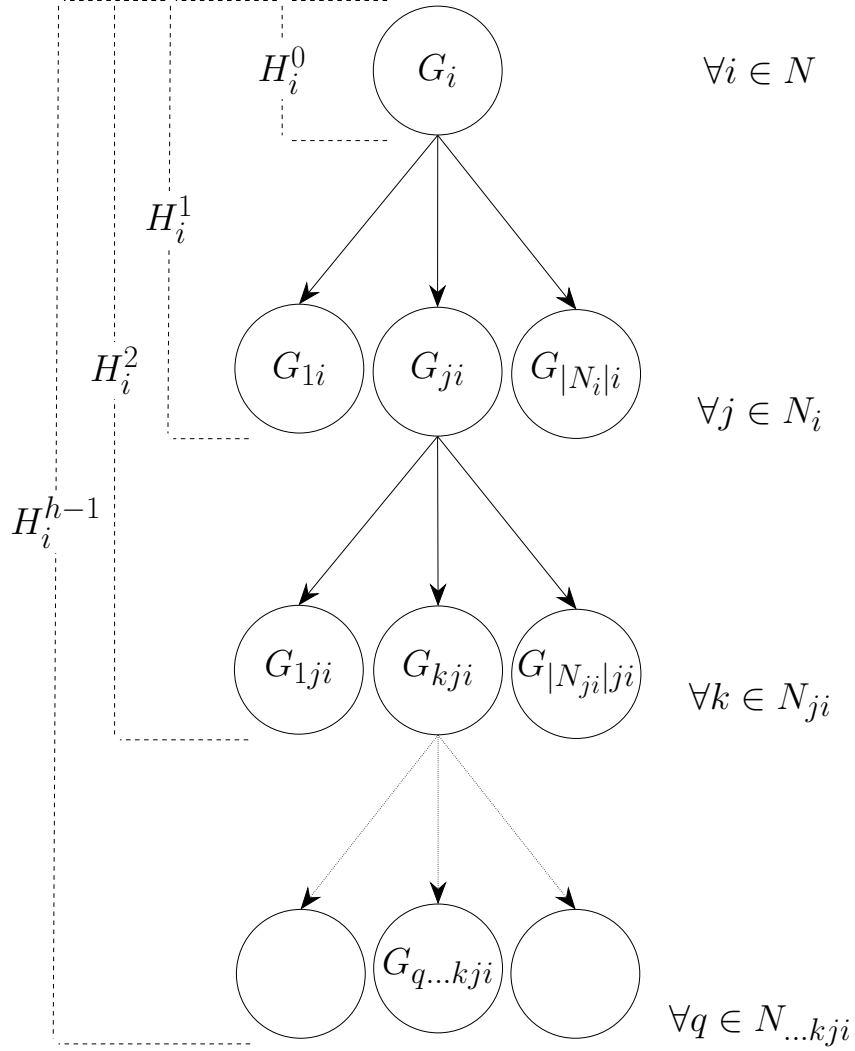 H_i^0 G_i ∀i ∈ N
H_i^1
H_i^2 G_{1i} G_{ji} G_{|N_i|i} ∀j ∈ N_i
H_i^{h-1}
G_{1ji} G_{kji} G_{|N_{ji}|ji} ∀k ∈ N_{ji}
G_{q...kji} ∀q ∈ N_{...kji}